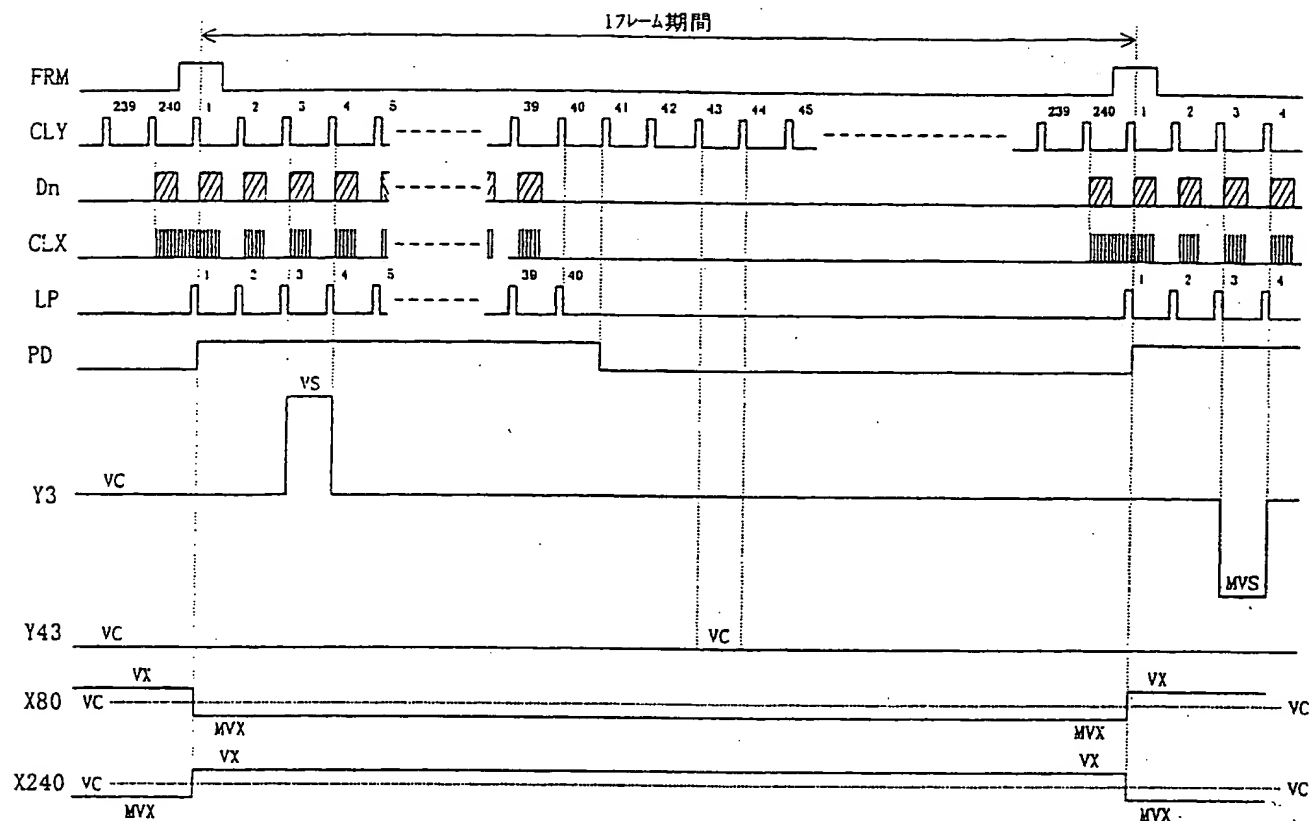 1フレーム期間
FRM
239 240 1 2 3 4 5 39 40 41 42 43 44 45 239 240 1 2 3 4
CLY
Dn
CLX
1 2 3 4 5 39 40 1 2 3 4
LP
PD
VS
VC
Y3
MVS
Y43 VC VC
VX VX
X80 VC VC
MVX MVX
VX VX
X240 VC VC
MVX MVX